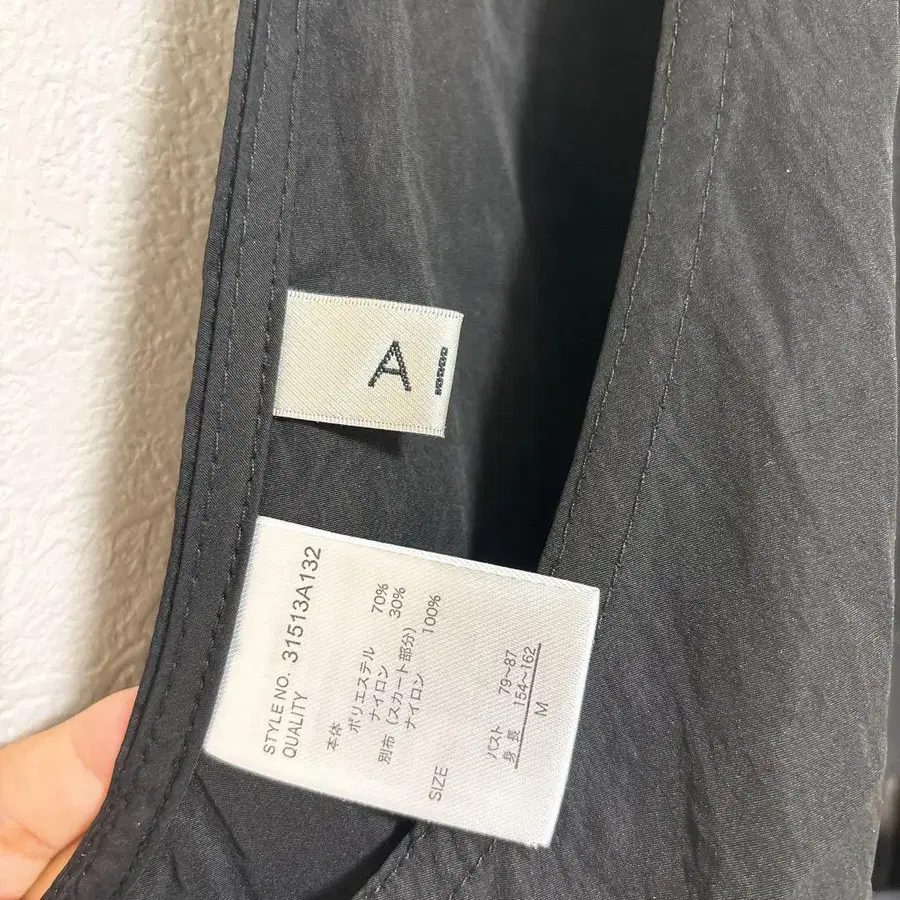 A
STYLE NO. 31513A132
QUALITY
本体
ポリエステル 70%
ナイロン 30%
別布 (スカート部分)
ナイロン 100%
SIZE
バスト 79~87
身長 154~162
M